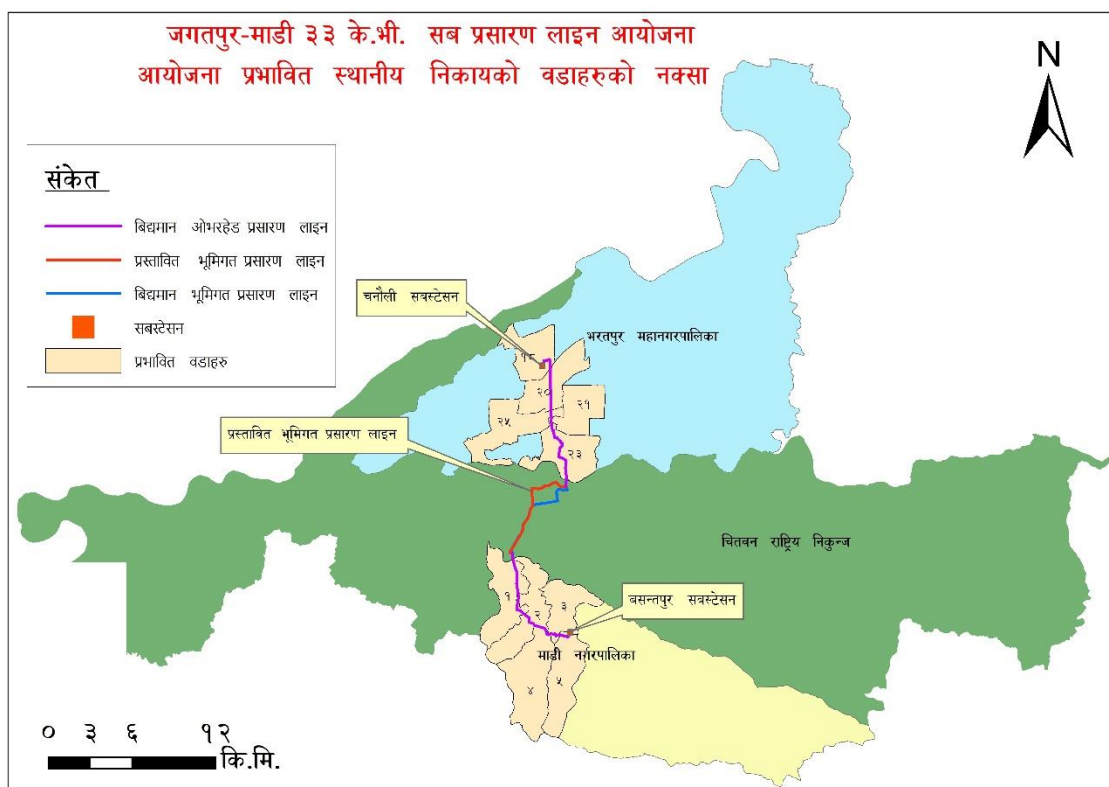 जगतपुर-माडी ३३ के.भी. सब प्रसारण लाइन आयोजना
आयोजना प्रभावित स्थानीय निकायको वडाहरुको नक्सा
N
संकेत
बिद्यमान ओभरहेड प्रसारण लाइन
प्रस्तावित भूमिगत प्रसारण लाइन
बिद्यमान भूमिगत प्रसारण लाइन
सबस्टेसन
प्रभावित वडाहरु
चनौली सबस्टेसन
भरतपुर महानगरपालिका
२०
२१
२५
प्रस्तावित भूमिगत प्रसारण लाइन
२३
चितवन राष्ट्रिय निकुन्ज
१
३
२
बसन्तपुर सबस्टेसन
माडी नगरपालिका
४
५
० ३ ६ १२
कि.मि.